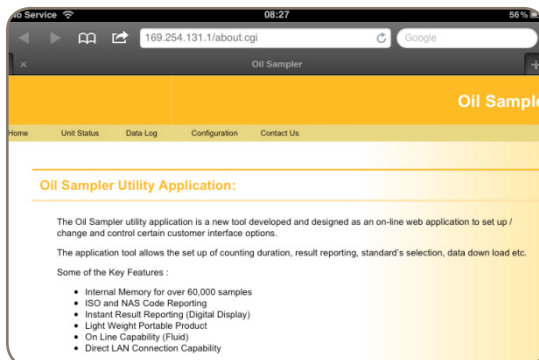 No Service 08:27 56%
169.254.131.1/about.cgi Google
× Oil Sampler +
Oil Sample
Home Unit Status Data Log Configuration Contact Us
Oil Sampler Utility Application:
The Oil Sampler utility application is a new tool developed and designed as an on-line web application to set up /
change and control certain customer interface options.
The application tool allows the set up of counting duration, result reporting, standard's selection, data down load etc.
Some of the Key Features :
• Internal Memory for over 60,000 samples
• ISO and NAS Code Reporting
• Instant Result Reporting (Digital Display)
• Light Weight Portable Product
• On Line Capability (Fluid)
• Direct LAN Connection Capability